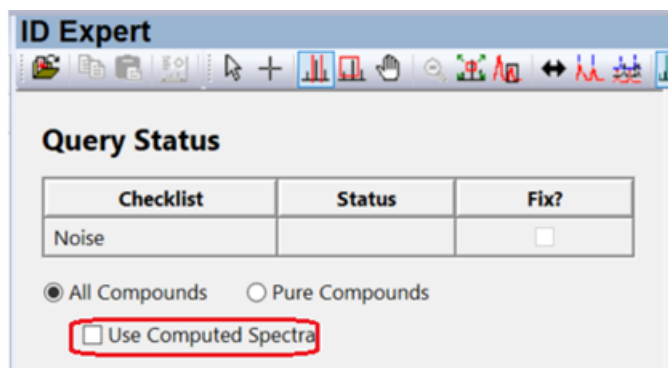 ID Expert
Query Status
Checklist Status Fix?
Noise
All Compounds Pure Compounds
Use Computed Spectra